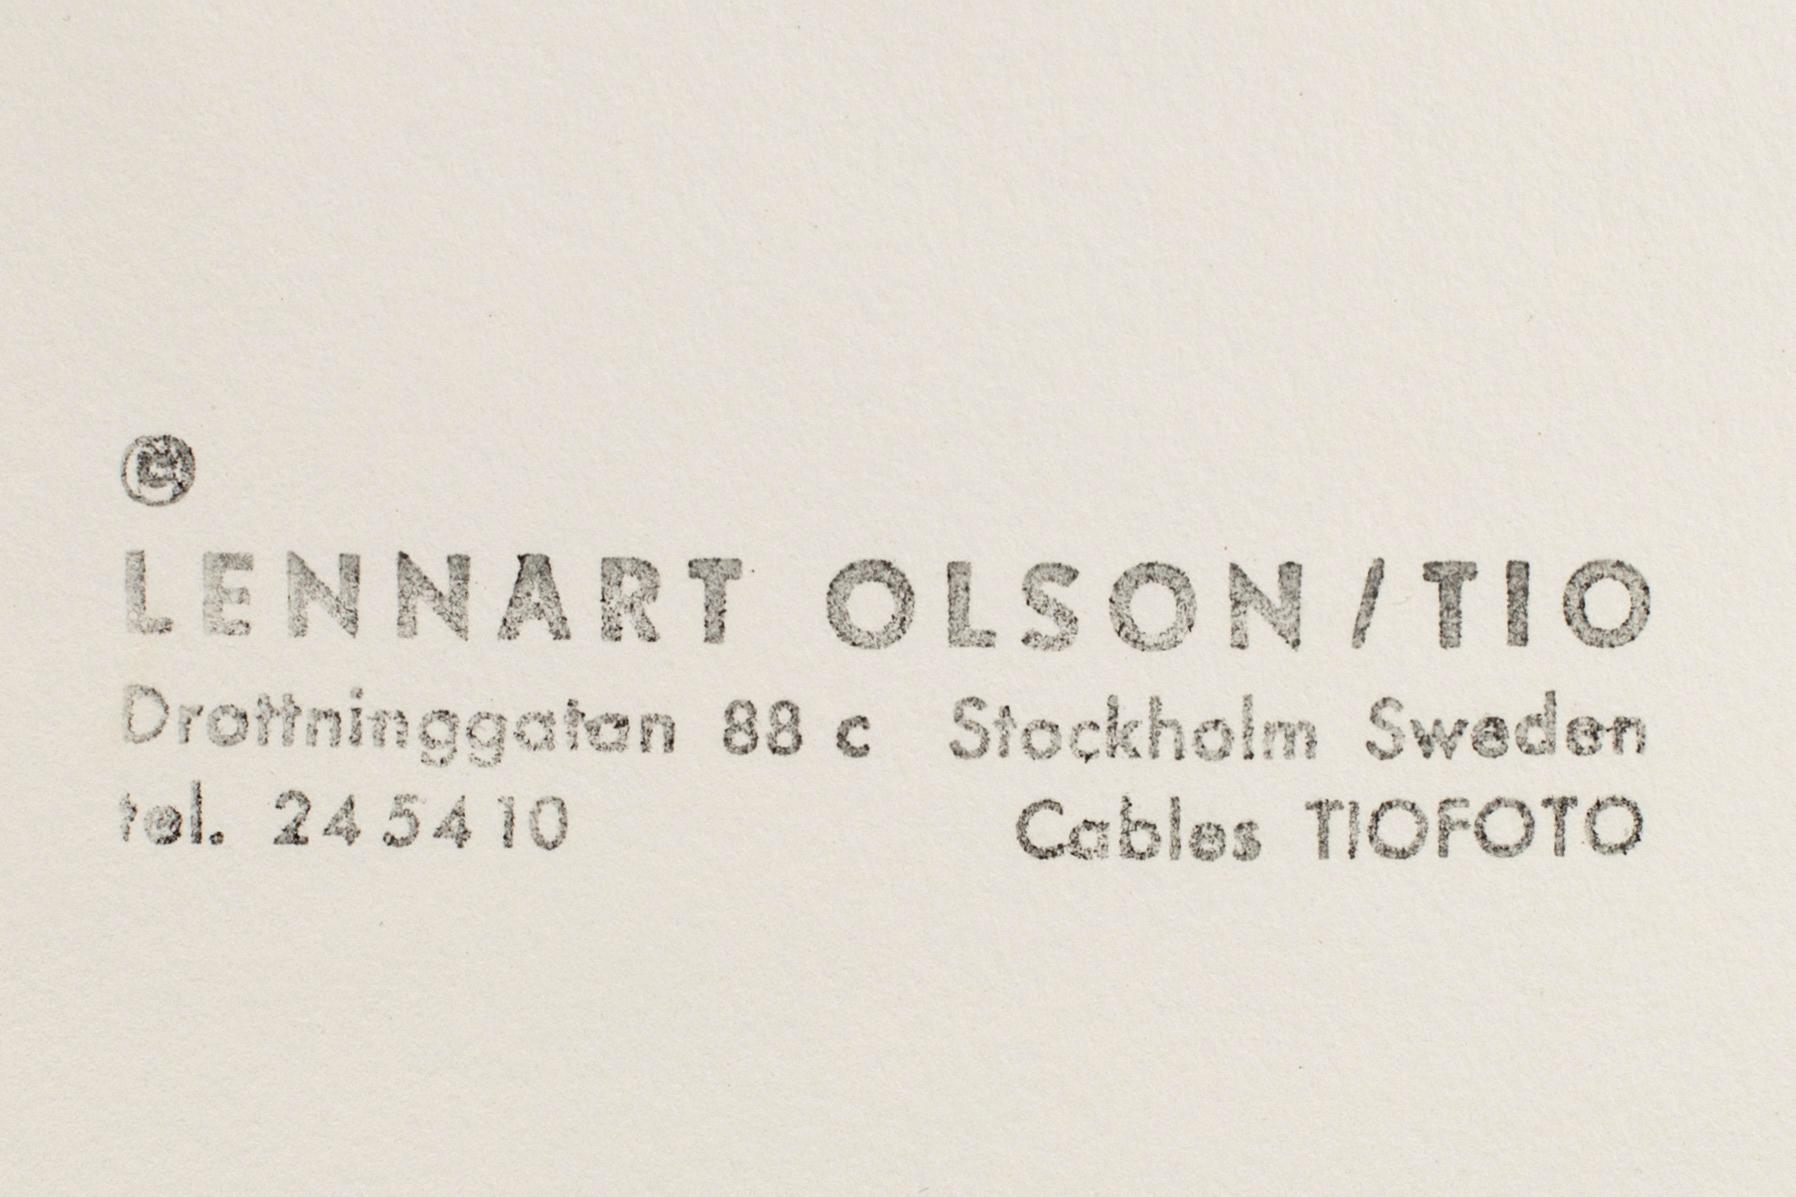 ©
LENNART OLSON / TIO
Drottninggatan 88 c Stockholm Sweden
tel. 24 54 10 Cables TIOFOTO